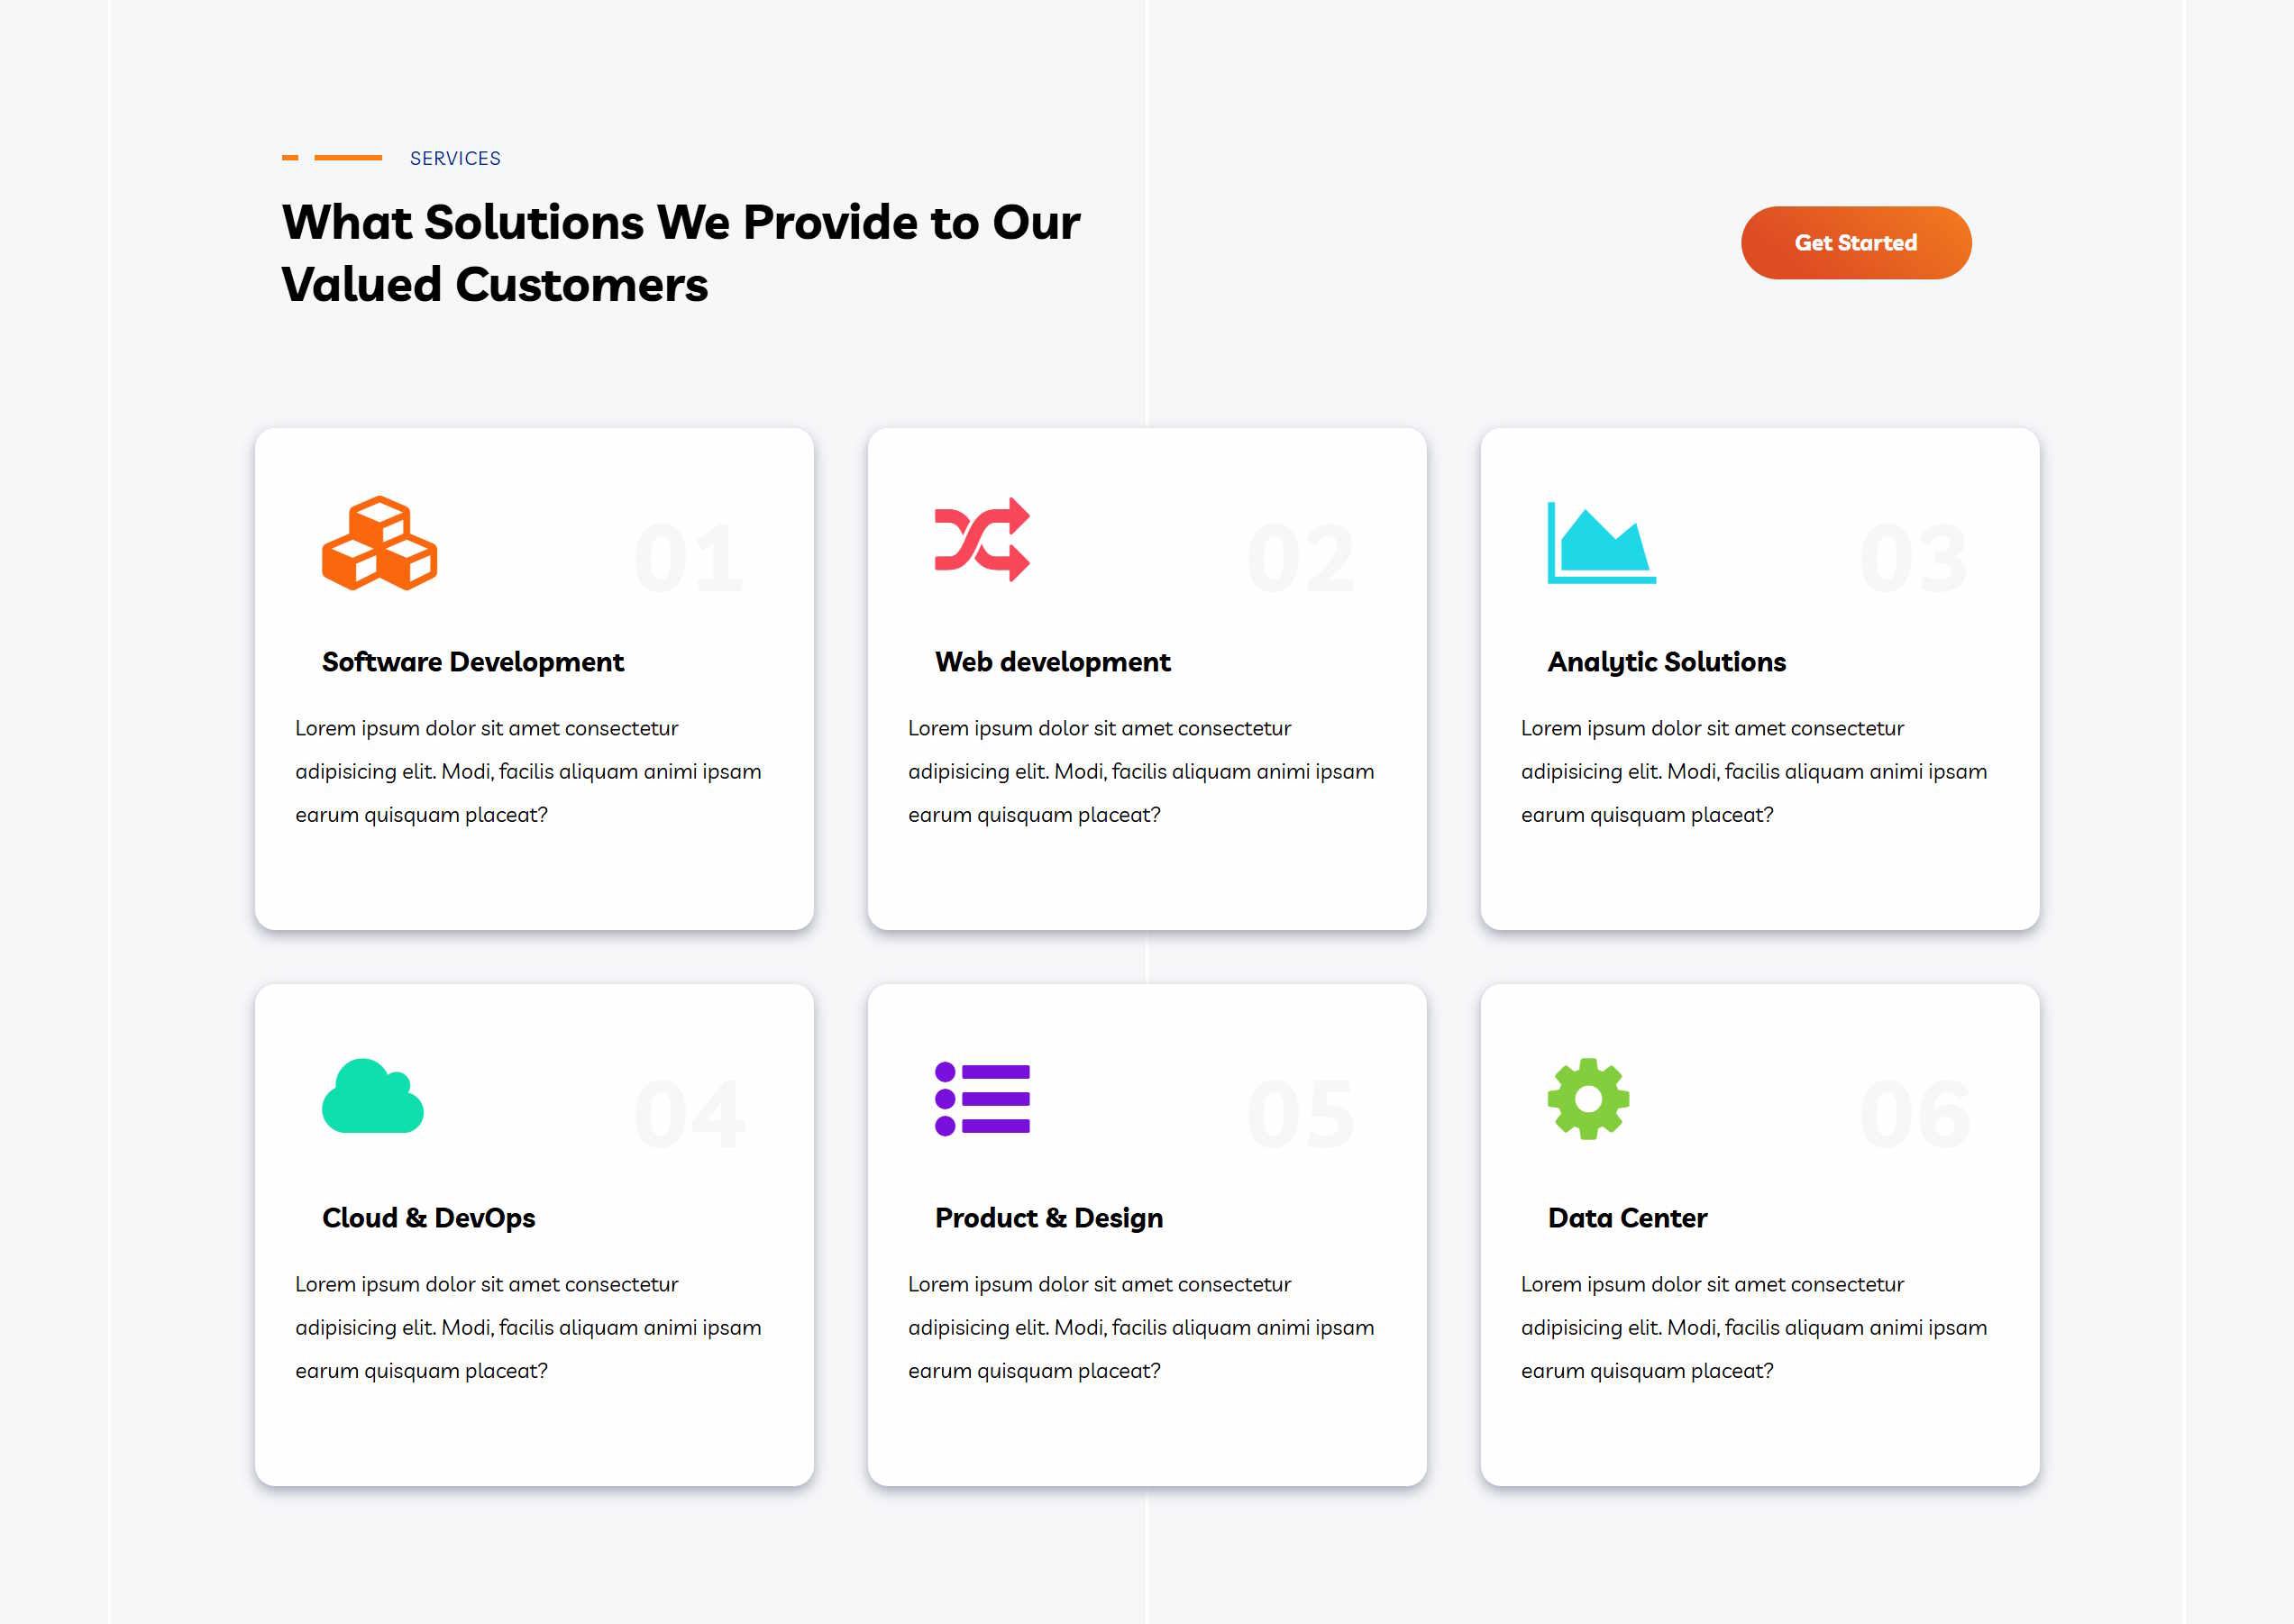 SERVICES
What Solutions We Provide to Our
Valued Customers
Get Started
01
Software Development
Lorem ipsum dolor sit amet consectetur
adipisicing elit. Modi, facilis aliquam animi ipsam
earum quisquam placeat?
02
Web development
Lorem ipsum dolor sit amet consectetur
adipisicing elit. Modi, facilis aliquam animi ipsam
earum quisquam placeat?
03
Analytic Solutions
Lorem ipsum dolor sit amet consectetur
adipisicing elit. Modi, facilis aliquam animi ipsam
earum quisquam placeat?
04
Cloud & DevOps
Lorem ipsum dolor sit amet consectetur
adipisicing elit. Modi, facilis aliquam animi ipsam
earum quisquam placeat?
05
Product & Design
Lorem ipsum dolor sit amet consectetur
adipisicing elit. Modi, facilis aliquam animi ipsam
earum quisquam placeat?
06
Data Center
Lorem ipsum dolor sit amet consectetur
adipisicing elit. Modi, facilis aliquam animi ipsam
earum quisquam placeat?